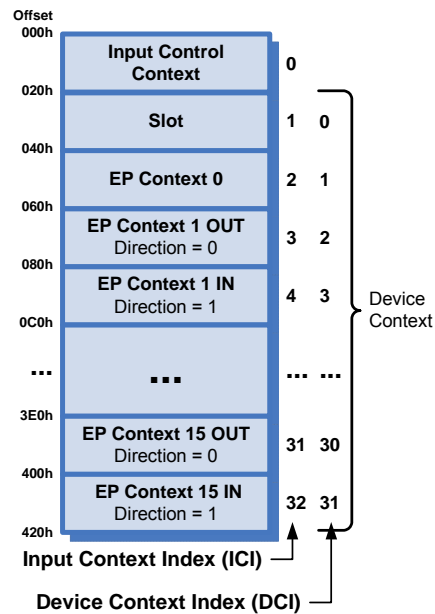 Offset
000h
Input Control
Context
0
020h
Slot
1 0
040h
EP Context 0
2 1
060h
EP Context 1 OUT
Direction = 0
3 2
080h
EP Context 1 IN
Direction = 1
4 3
Device
Context
0C0h
...
...
... ...
3E0h
EP Context 15 OUT
Direction = 0
31 30
400h
EP Context 15 IN
Direction = 1
32 31
420h
Input Context Index (ICI)
Device Context Index (DCI)